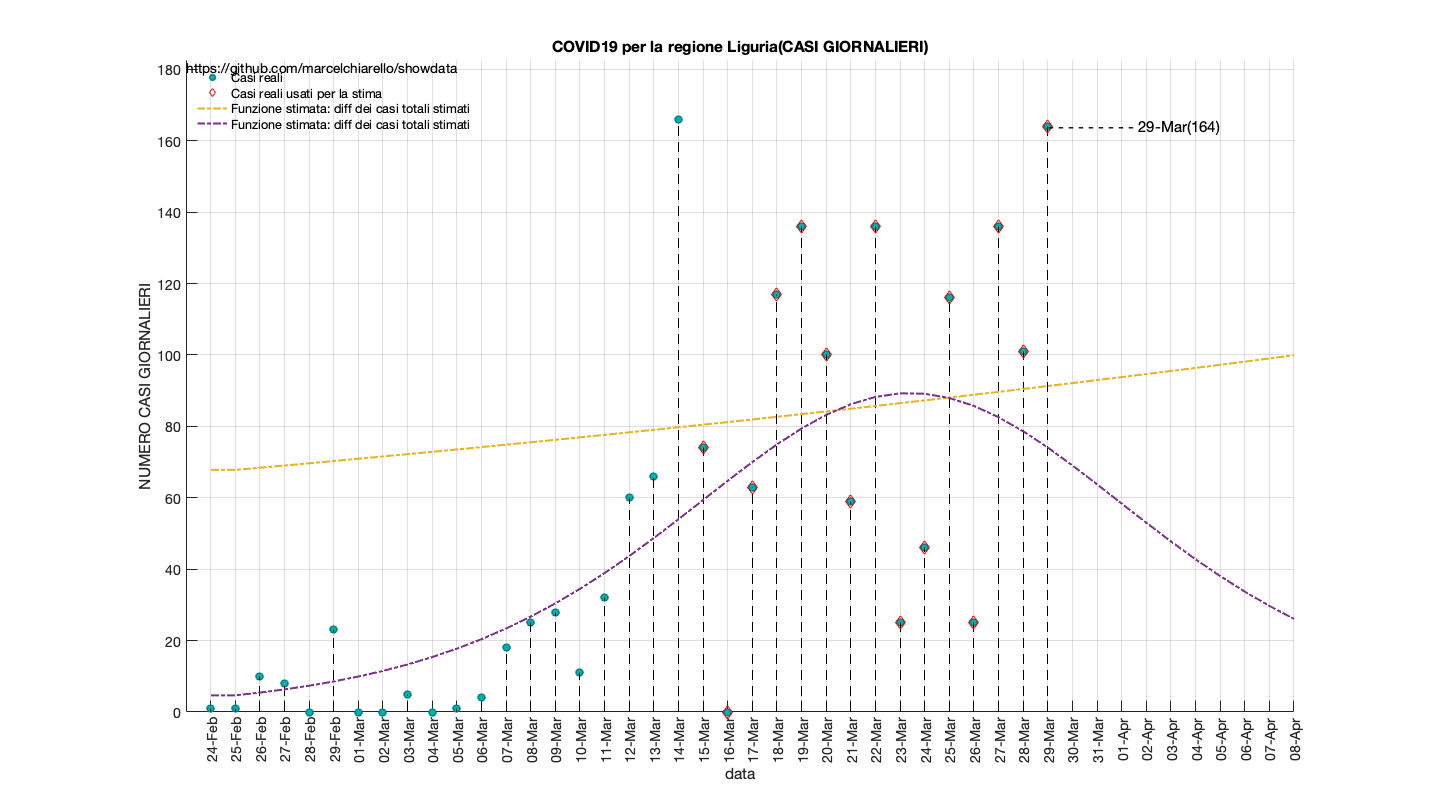 COVID19 per la regione Liguria(CASI GIORNALIERI)
https://github.com/marcelchiarello/showdata
Casi reali
Casi reali usati per la stima
Funzione stimata: diff dei casi totali stimati
Funzione stimata: diff dei casi totali stimati
29-Mar(164)
NUMERO CASI GIORNALIERI
180
160
140
120
100
80
60
40
20
0
24-Feb
25-Feb
26-Feb
27-Feb
28-Feb
29-Feb
01-Mar
02-Mar
03-Mar
04-Mar
05-Mar
06-Mar
07-Mar
08-Mar
09-Mar
10-Mar
11-Mar
12-Mar
13-Mar
14-Mar
15-Mar
16-Mar
17-Mar
18-Mar
19-Mar
20-Mar
21-Mar
22-Mar
23-Mar
24-Mar
25-Mar
26-Mar
27-Mar
28-Mar
29-Mar
30-Mar
31-Mar
01-Apr
02-Apr
03-Apr
04-Apr
05-Apr
06-Apr
07-Apr
08-Apr
data